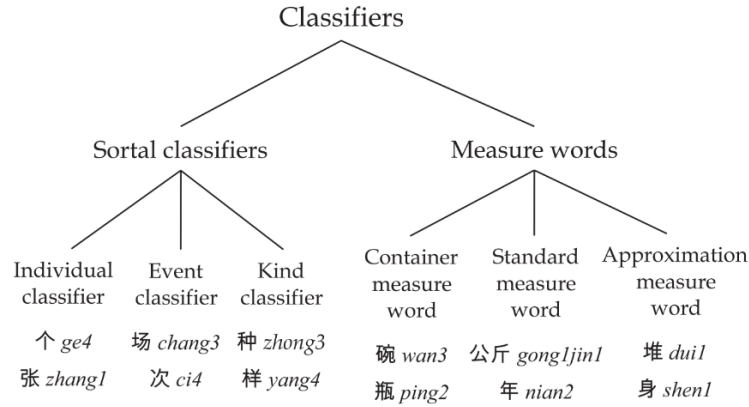 Classifiers
Sortal classifiers
Measure words
Individual
classifier
个 ge4
张 zhang1
Event
classifier
场 chang3
次 ci4
Kind
classifier
种 zhong3
样 yang4
Container
measure
word
碗 wan3
瓶 ping2
Standard
measure
word
公斤 gong1jin1
年 nian2
Approximation
measure
word
堆 dui1
身 shen1